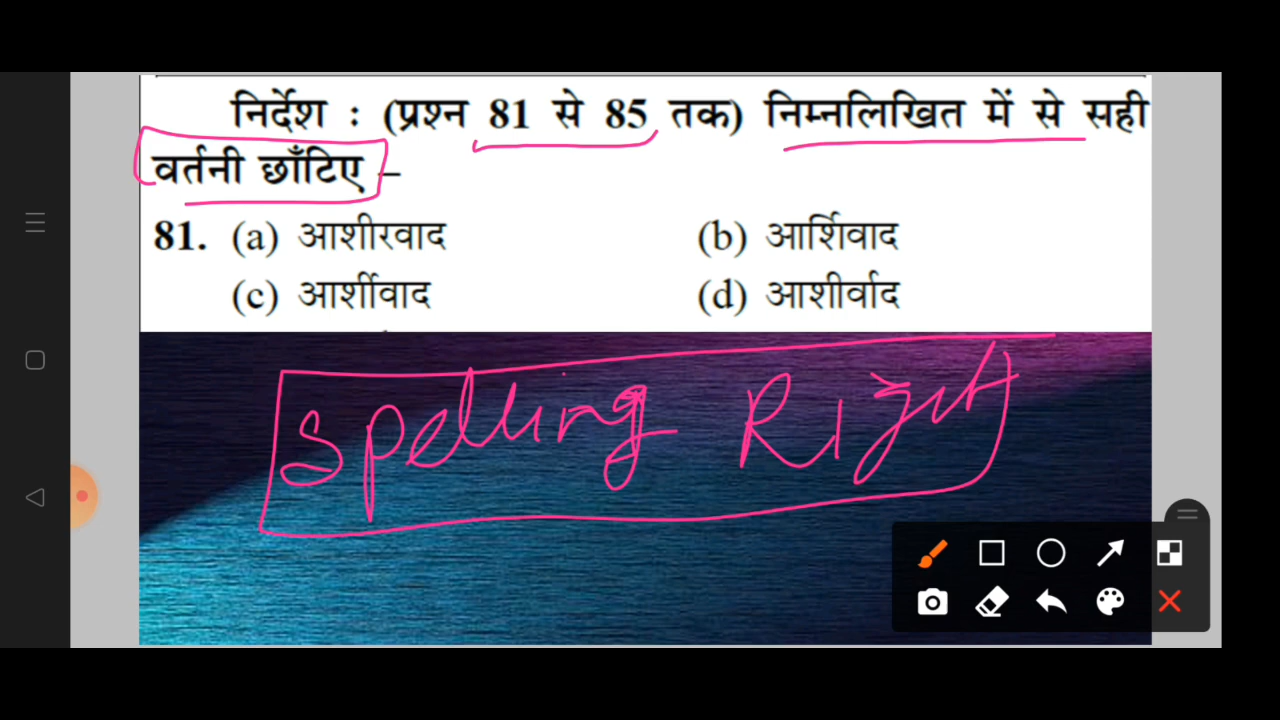 निर्देश : (प्रश्न 81 से 85 तक) निम्नलिखित में से सही
वर्तनी छाँटिए –
81. (a) आशीरवाद (b) आर्शिवाद
(c) आर्शीवाद (d) आशीर्वाद
Spelling Right